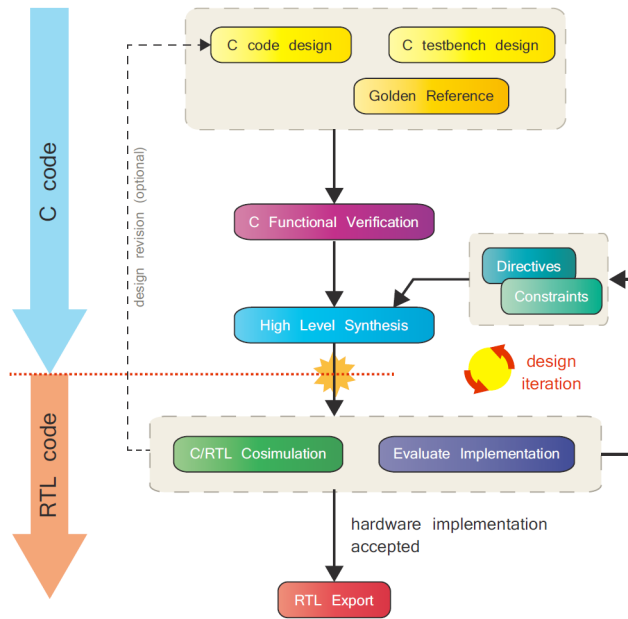 C code design
C testbench design
Golden Reference
C code
design revision (optional)
C Functional Verification
Directives
Constraints
High Level Synthesis
design
iteration
RTL code
C/RTL Cosimulation
Evaluate Implementation
hardware implementation
accepted
RTL Export